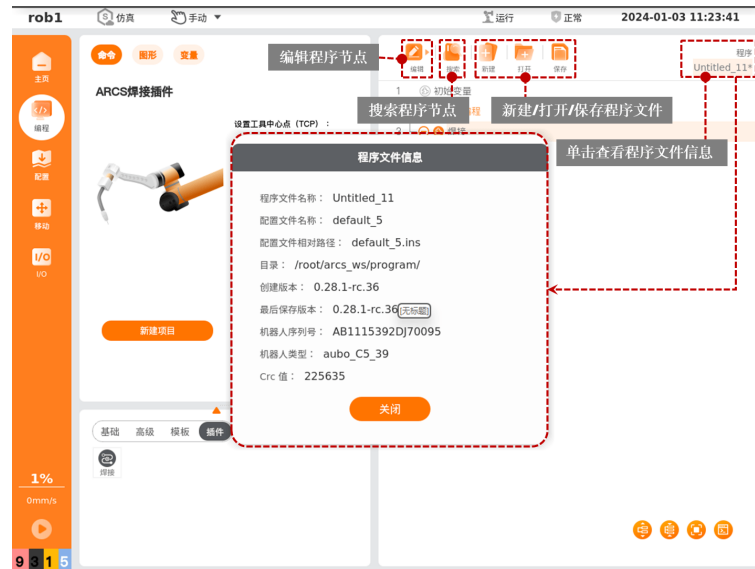 rob1 仿真 手动 运行 正常 2024-01-03 11:23:41
主页
编程
配置
移动
I/O
I/O
1%
0mm/s
9 3 1 5
命令 图形 变量
ARCS焊接插件
设置工具中心点（TCP）：
新建项目
基础 高级 模板 插件
焊接
编辑程序节点
编辑 搜索 新建 打开 保存
程序
Untitled_11*
1 初始变量
搜索程序节点
新建/打开/保存程序文件
单击查看程序文件信息
程序文件信息
程序文件名称： Untitled_11
配置文件名称： default_5
配置文件相对路径： default_5.ins
目录： /root/arcs_ws/program/
创建版本： 0.28.1-rc.36
最后保存版本： 0.28.1-rc.36 [无标题]
机器人序列号： AB1115392DJ70095
机器人类型： aubo_C5_39
Crc 值： 225635
关闭